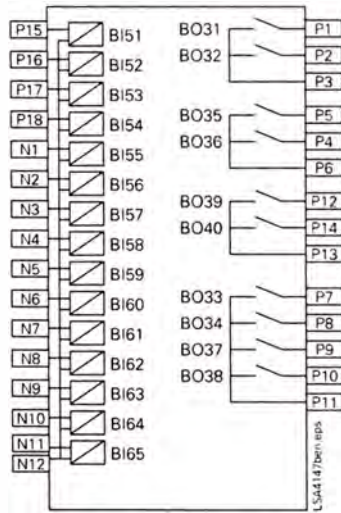 P15 BI51 BO31 P1
P16 BI52 BO32 P2
P17 BI53 P3
P18 BI54 BO35 P5
N1 BI55 BO36 P4
N2 BI56 P6
N3 BI57 BO39 P12
N4 BI58 BO40 P14
N5 BI59 P13
N6 BI60 BO33 P7
N7 BI61 BO34 P8
N8 BI62 BO37 P9
N9 BI63 BO38 P10
N10 BI64 P11
N11 BI65
N12
LSA4147ben.eps